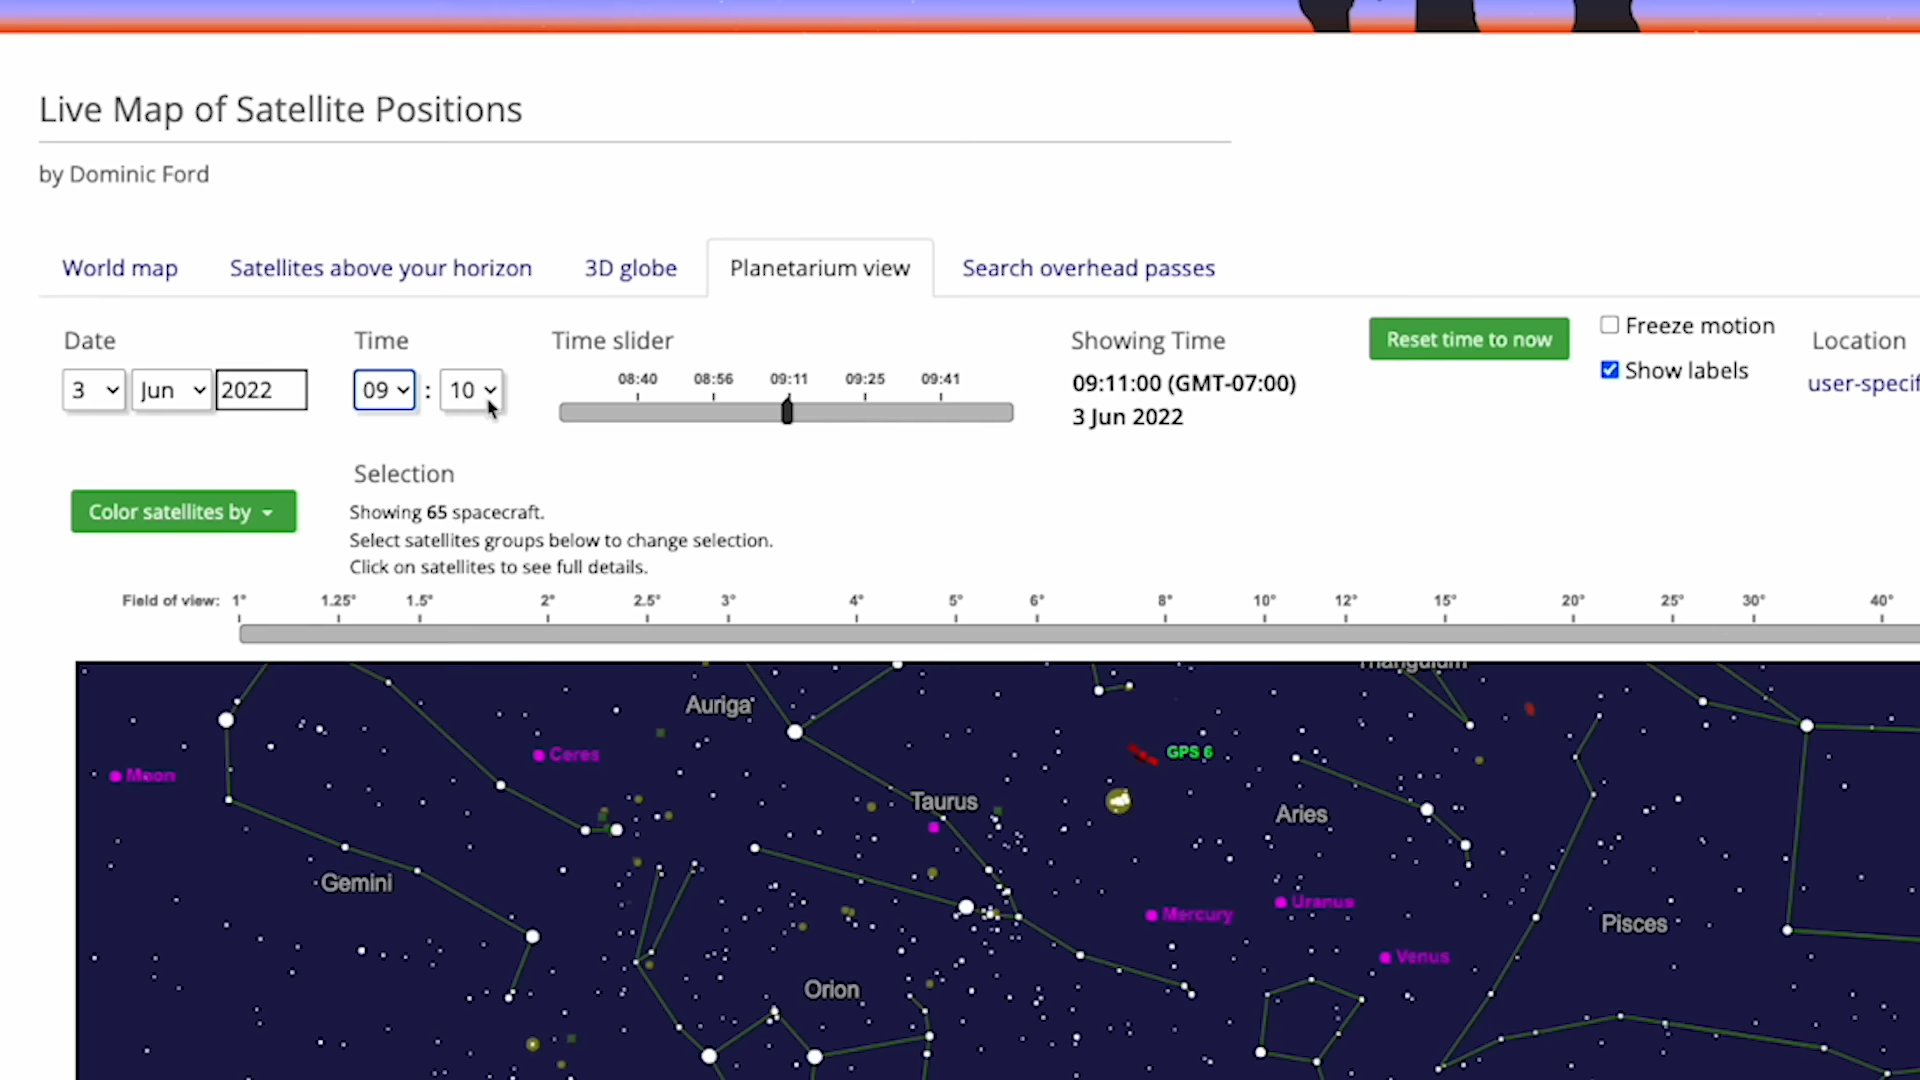 Live Map of Satellite Positions
by Dominic Ford
World map Satellites above your horizon 3D globe Planetarium view Search overhead passes
Date Time Time slider Showing Time Reset time to now Freeze motion Location
3 Jun 2022 09 : 10 08:40 08:56 09:11 09:25 09:41 09:11:00 (GMT-07:00) Show labels user-specif
3 Jun 2022
Selection
Color satellites by Showing 65 spacecraft.
Select satellites groups below to change selection.
Click on satellites to see full details.
Field of view: 1° 1.25° 1.5° 2° 2.5° 3° 4° 5° 6° 8° 10° 12° 15° 20° 25° 30° 40°
Triangulum
Auriga
Ceres GPS 6
Moon
Taurus Aries
Gemini
Uranus
Mercury Pisces
Venus
Orion